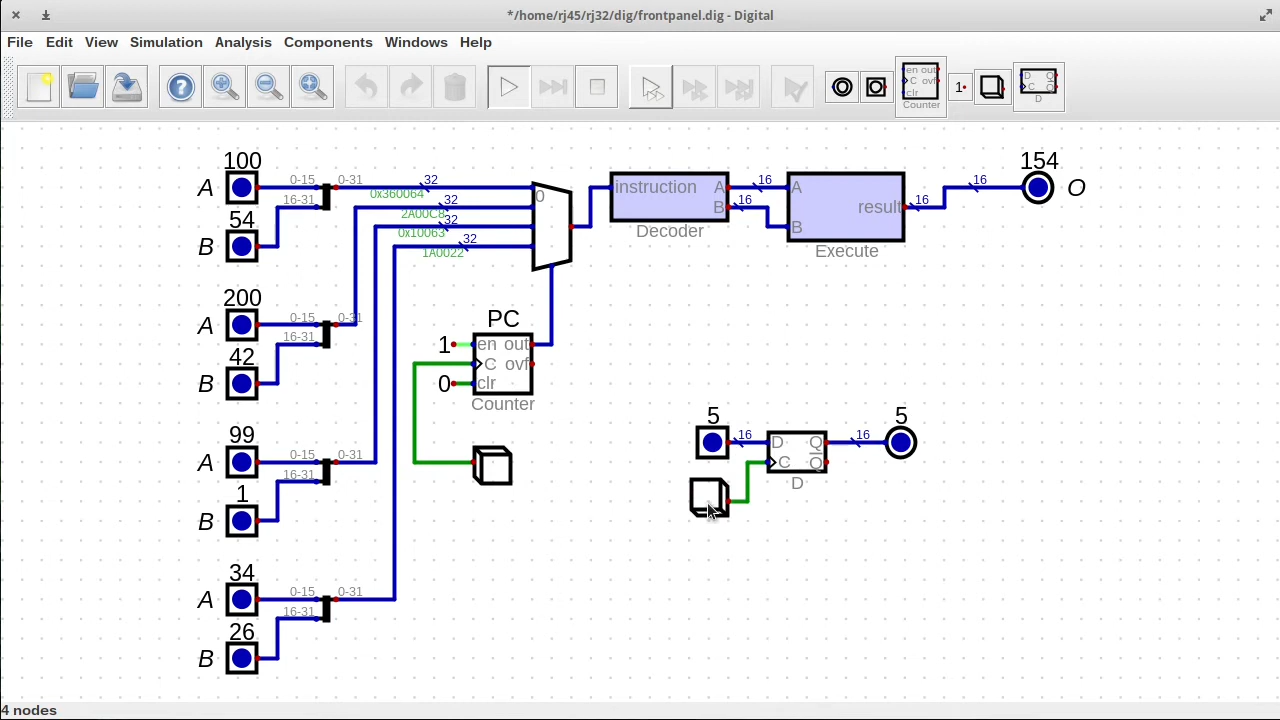 */home/rj45/rj32/dig/frontpanel.dig - Digital
File Edit View Simulation Analysis Components Windows Help
en out
C ovf
clr
Counter
1
D Q
C Q
D
100
A
0-15 0-31
16-31
54
B
32
0x360064
32
2A00C8
32
0x10063
32
1A0022
0
instruction A
B
Decoder
16
16
A
B
result
Execute
16
16
154
O
200
A
0-15 0-31
16-31
42
B
PC
1
en out
C ovf
0
clr
Counter
99
A
0-15 0-31
16-31
1
B
5
16
D Q
C Q
D
16
5
34
A
0-15 0-31
16-31
26
B
4 nodes